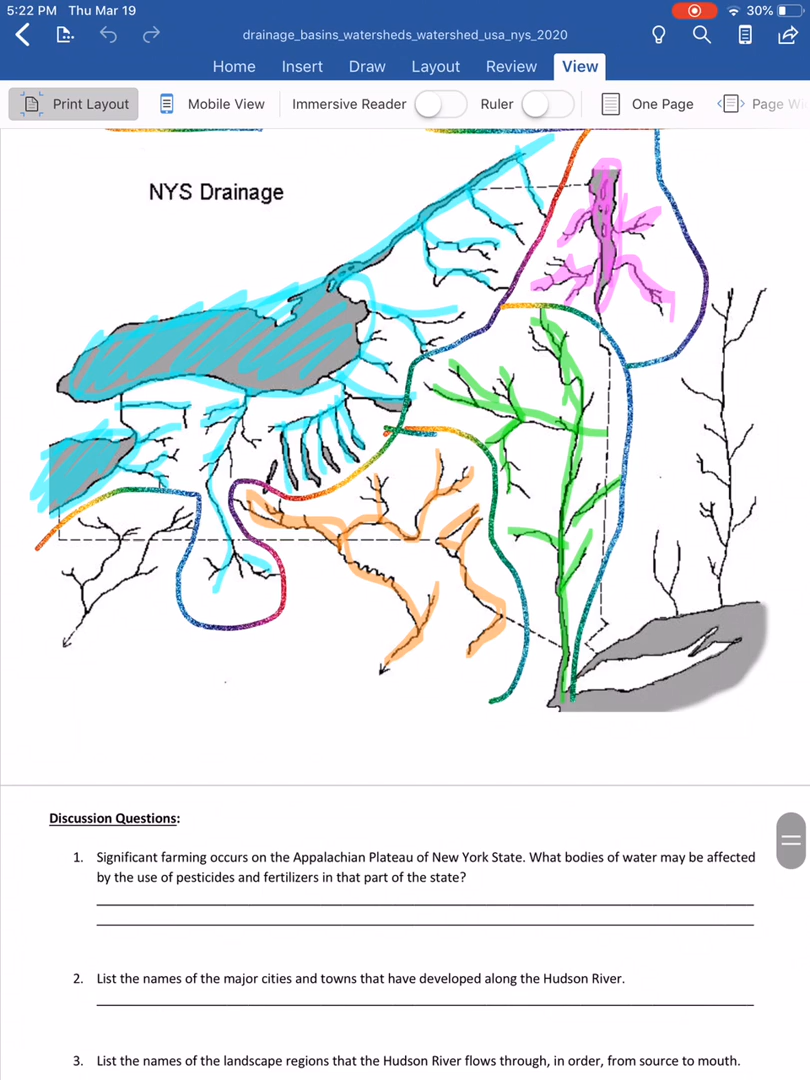 5:22 PM Thu Mar 19
30%
drainage_basins_watersheds_watershed_usa_nys_2020
Home Insert Draw Layout Review View
Print Layout Mobile View Immersive Reader Ruler One Page Page Wi
NYS Drainage
Discussion Questions:
1. Significant farming occurs on the Appalachian Plateau of New York State. What bodies of water may be affected
by the use of pesticides and fertilizers in that part of the state?
2. List the names of the major cities and towns that have developed along the Hudson River.
3. List the names of the landscape regions that the Hudson River flows through, in order, from source to mouth.